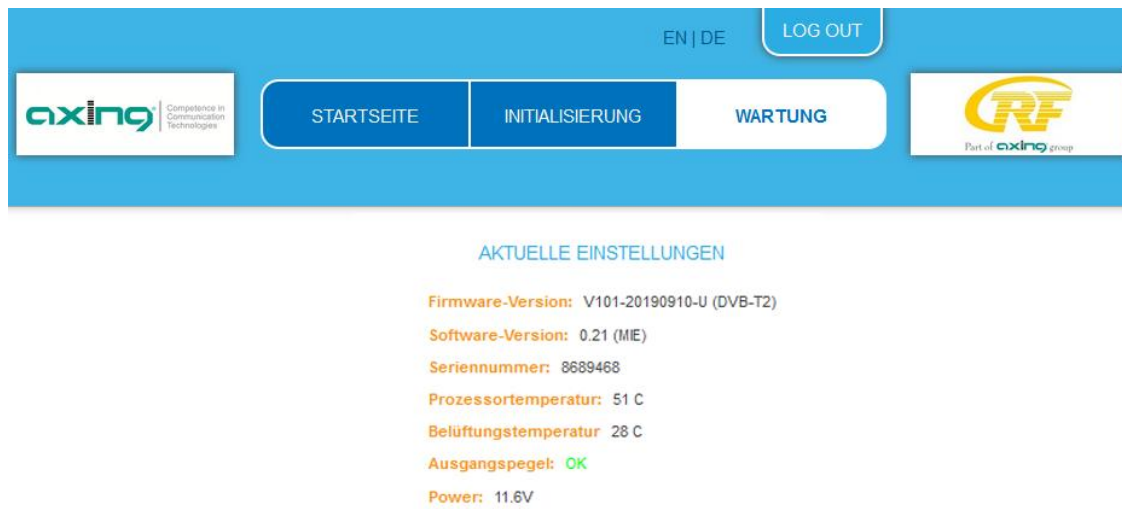 EN | DE
LOG OUT
axing
Competence in
Communication
Technologies
STARTSEITE
INITIALISIERUNG
WARTUNG
CRF
Part of axing group
AKTUELLE EINSTELLUNGEN
Firmware-Version: V101-20190910-U (DVB-T2)
Software-Version: 0.21 (MIE)
Seriennummer: 8689468
Prozessortemperatur: 51 C
Belüftungstemperatur 28 C
Ausgangspegel: OK
Power: 11.6V